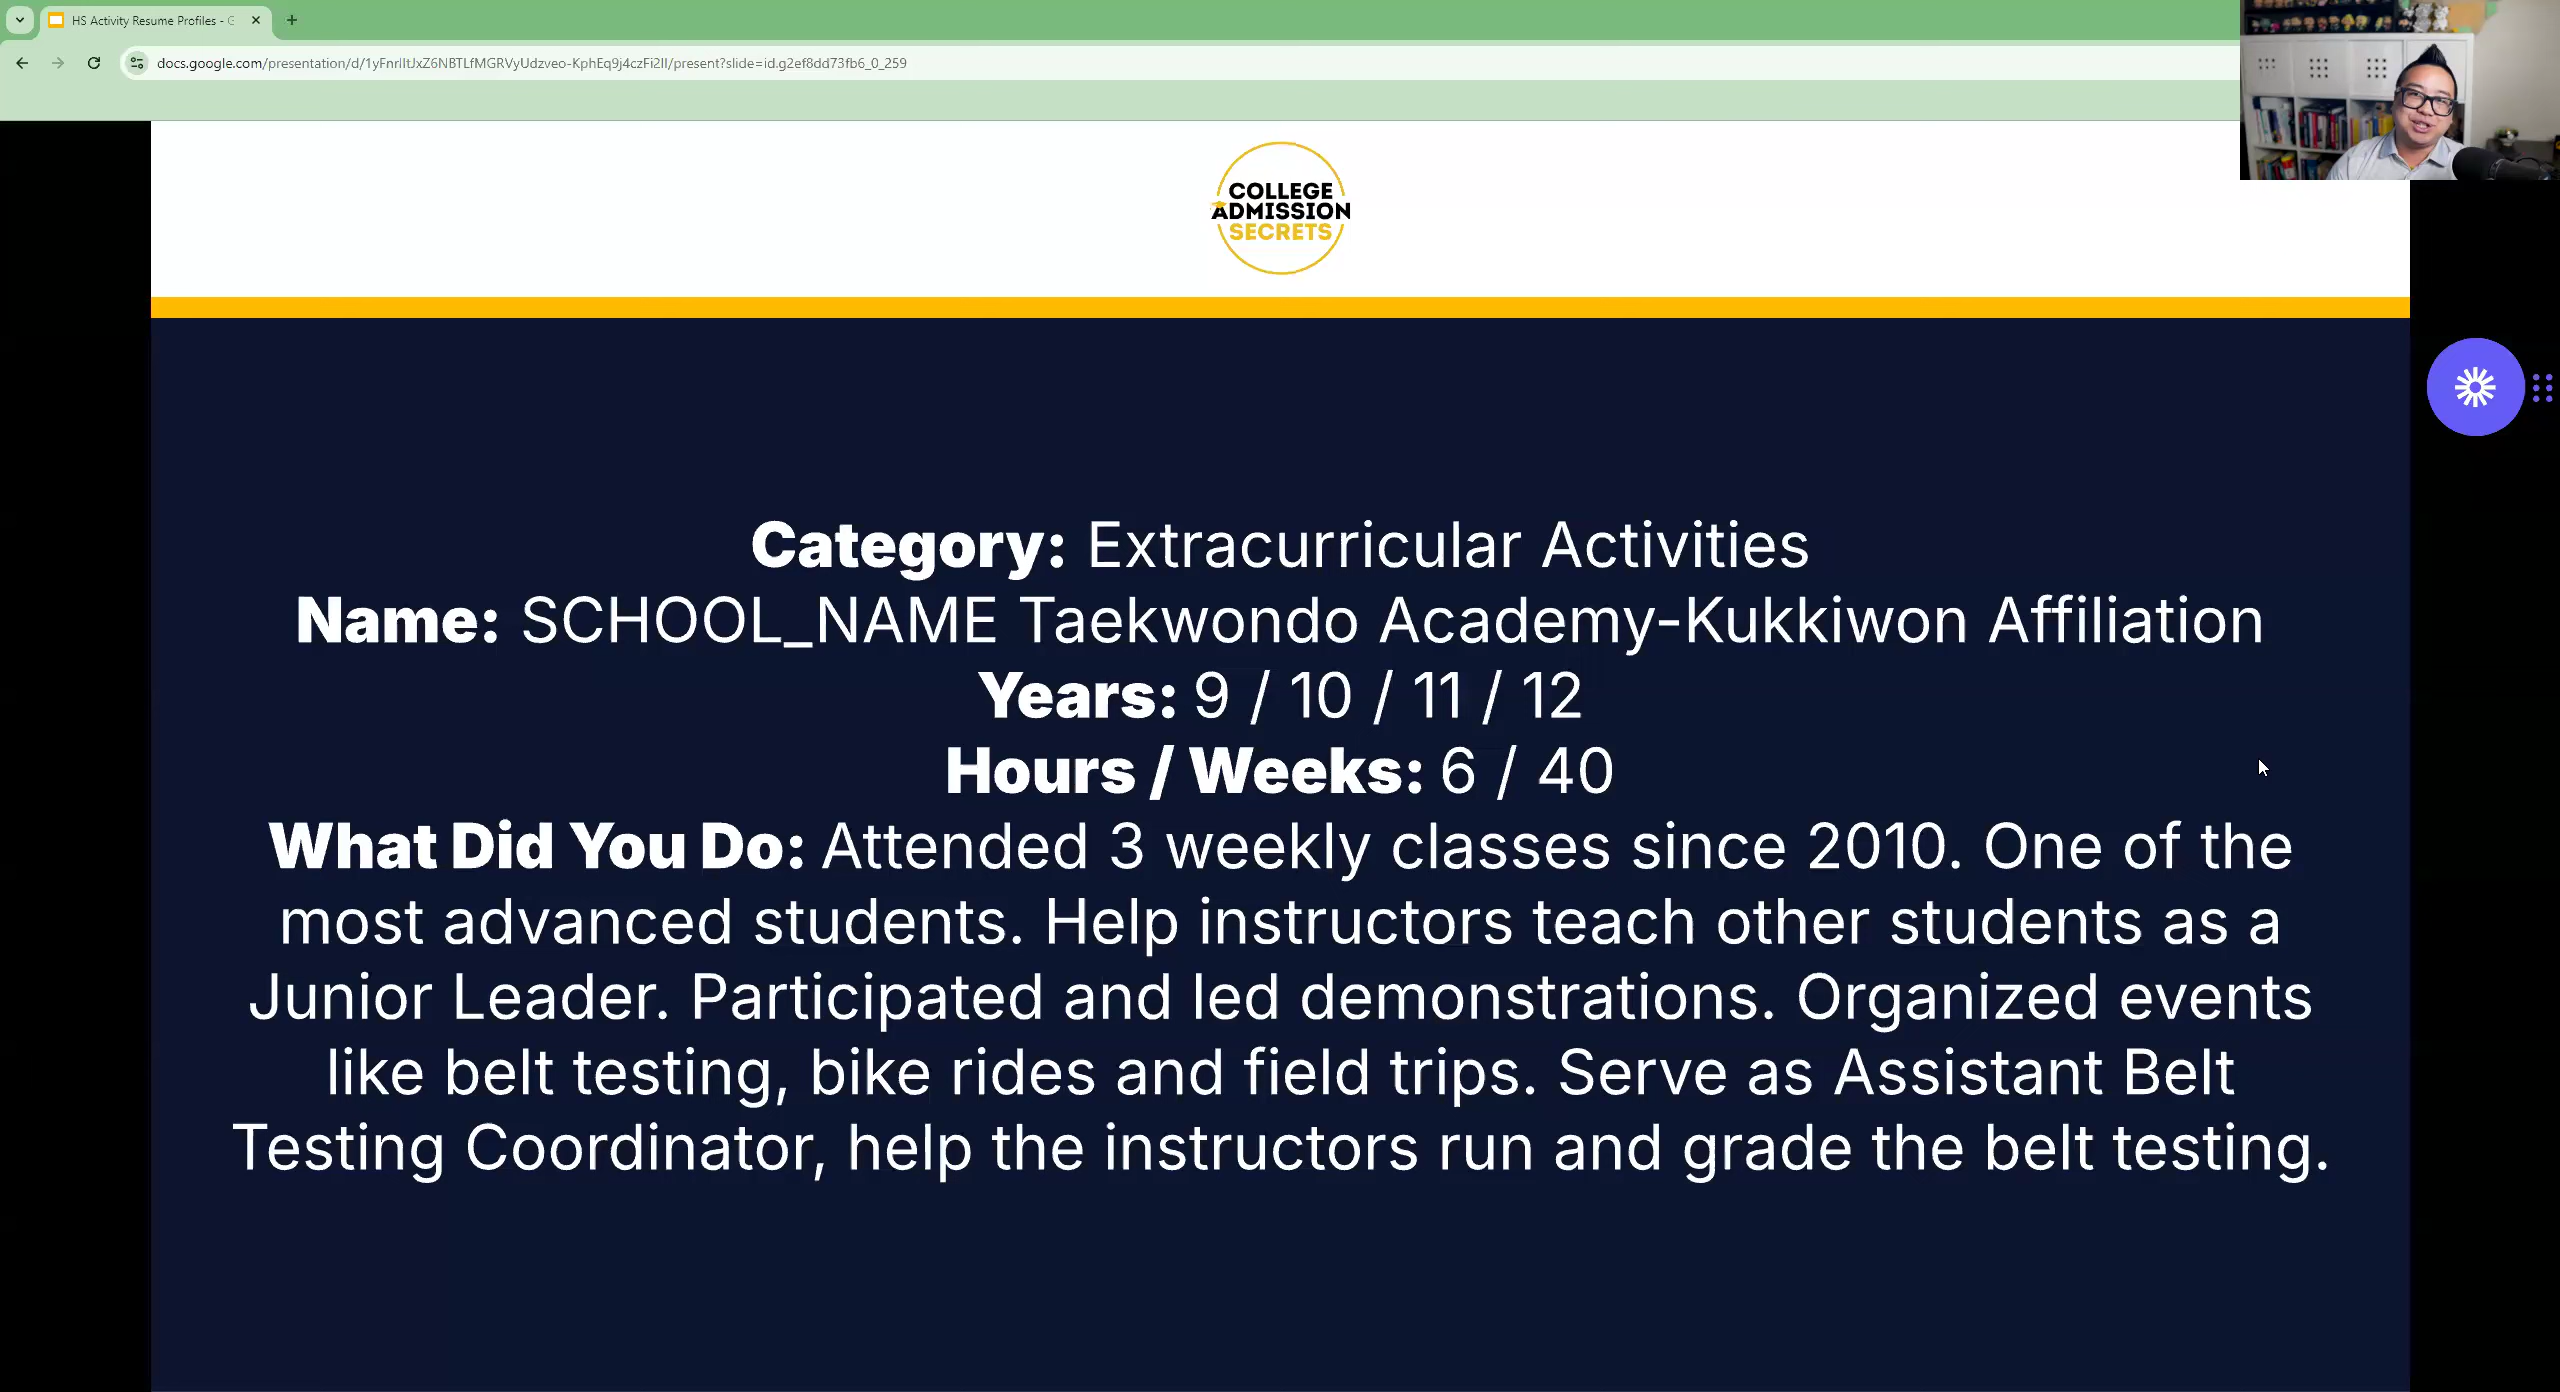 HS Activity Resume Profiles - G
docs.google.com/presentation/d/1yFnrlItJxZ6NBTLfMGRVyUdzveo-KphEq9j4czFi2lI/present?slide=id.g2ef8dd73fb6_0_259
COLLEGE
ADMISSION
SECRETS
Category: Extracurricular Activities
Name: SCHOOL_NAME Taekwondo Academy-Kukkiwon Affiliation
Years: 9 / 10 / 11 / 12
Hours / Weeks: 6 / 40
What Did You Do: Attended 3 weekly classes since 2010. One of the
most advanced students. Help instructors teach other students as a
Junior Leader. Participated and led demonstrations. Organized events
like belt testing, bike rides and field trips. Serve as Assistant Belt
Testing Coordinator, help the instructors run and grade the belt testing.